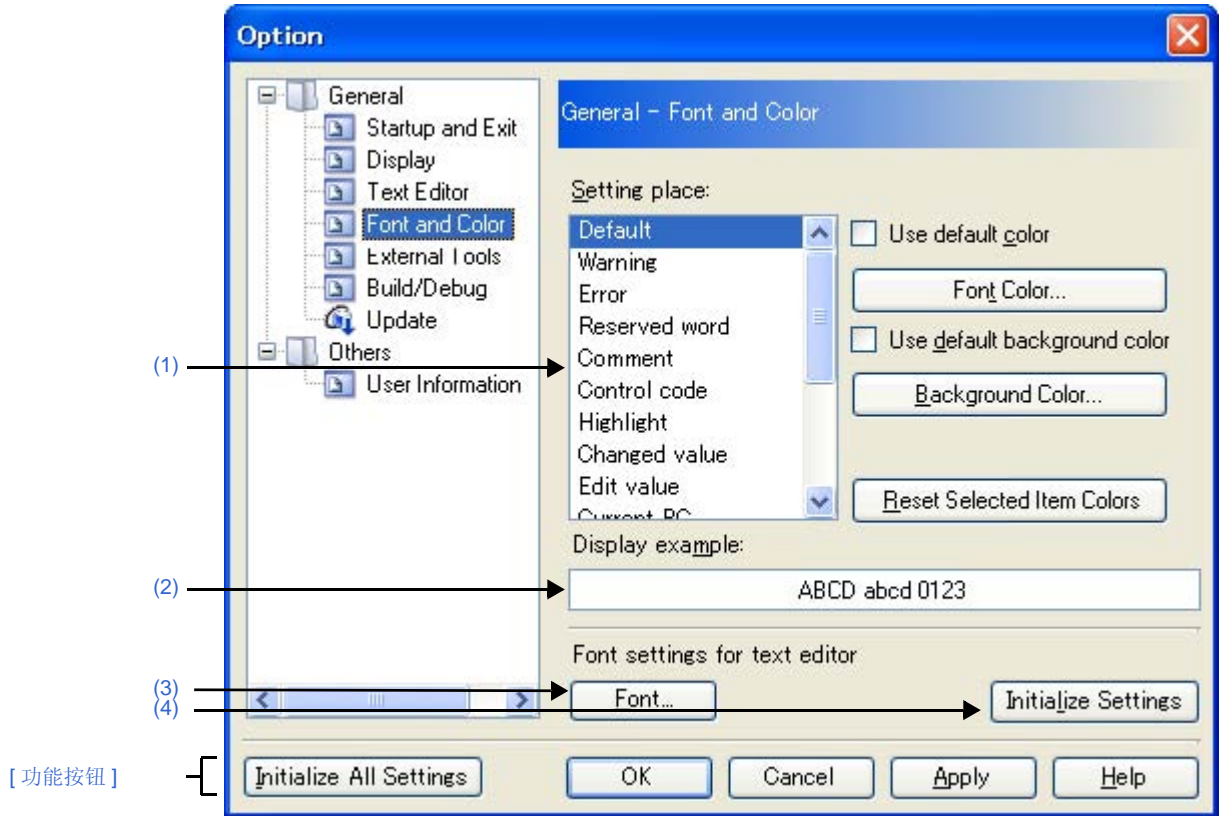 Option
General
Startup and Exit
Display
Text Editor
Font and Color
External Tools
Build/Debug
Update
Others
User Information
General - Font and Color
Setting place:
Default
Warning
Error
Reserved word
Comment
Control code
Highlight
Changed value
Edit value
Current PC
Use default color
Font Color...
Use default background color
Background Color...
Reset Selected Item Colors
Display example:
ABCD abcd 0123
Font settings for text editor
Font...
Initialize Settings
Initialize All Settings
OK
Cancel
Apply
Help
(1)
(2)
(3)
(4)
[ 功能按钮 ]